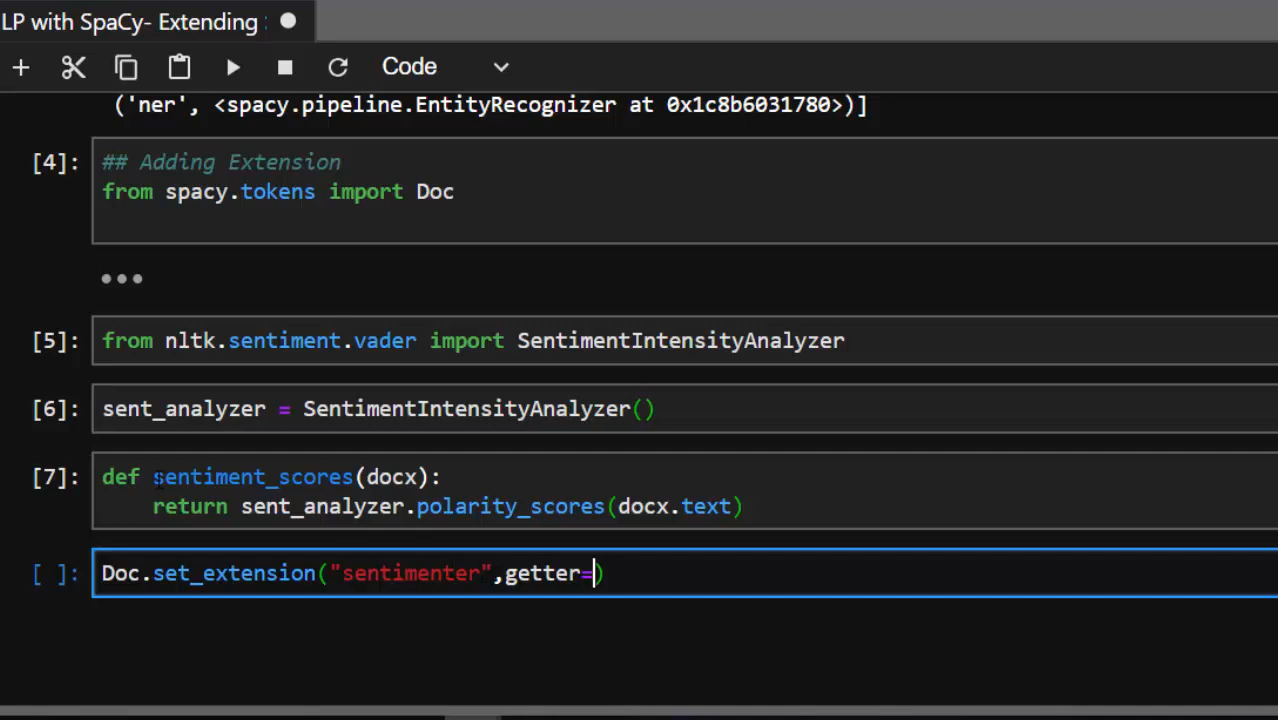 LP with SpaCy- Extending
Code
('ner', <spacy.pipeline.EntityRecognizer at 0x1c8b6031780>)]
[4]:
## Adding Extension
from spacy.tokens import Doc
[5]:
from nltk.sentiment.vader import SentimentIntensityAnalyzer
[6]:
sent_analyzer = SentimentIntensityAnalyzer()
[7]:
def sentiment_scores(docx):
    return sent_analyzer.polarity_scores(docx.text)
[ ]:
Doc.set_extension("sentimenter",getter=)